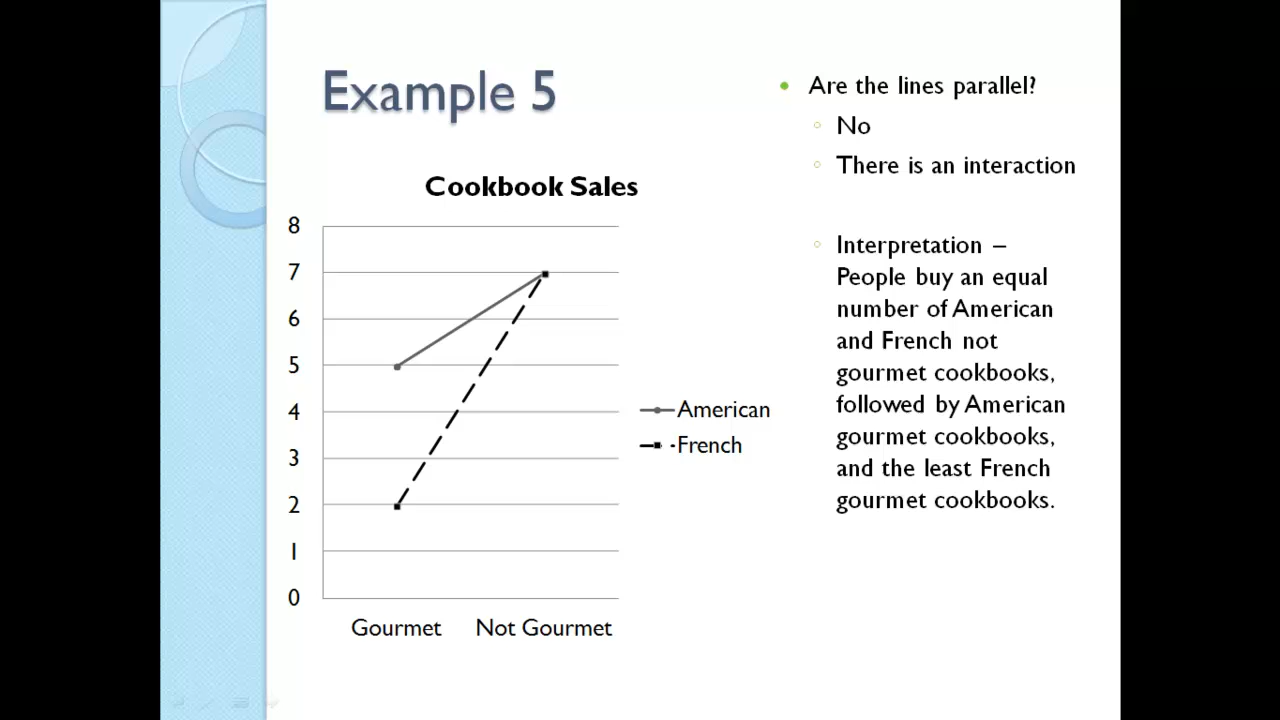 Example 5
Cookbook Sales
8
7
6
5
4
3
2
1
0
Gourmet Not Gourmet
American
French
Are the lines parallel?
No
There is an interaction
Interpretation –
People buy an equal
number of American
and French not
gourmet cookbooks,
followed by American
gourmet cookbooks,
and the least French
gourmet cookbooks.